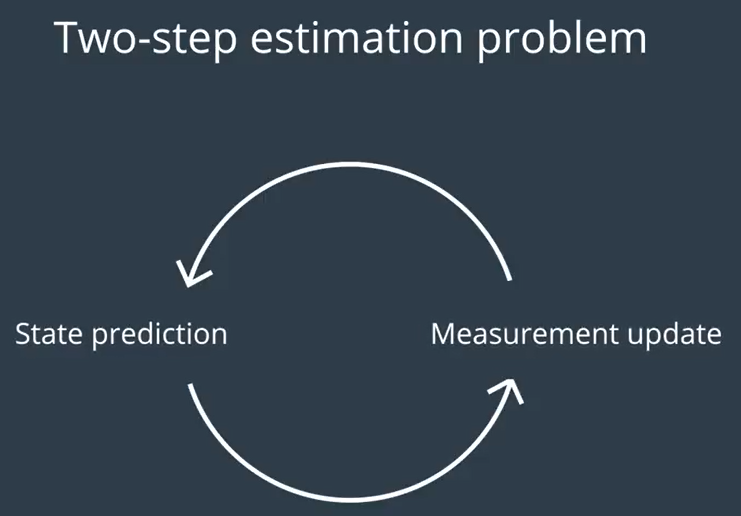 Two-step estimation problem
State prediction
Measurement update